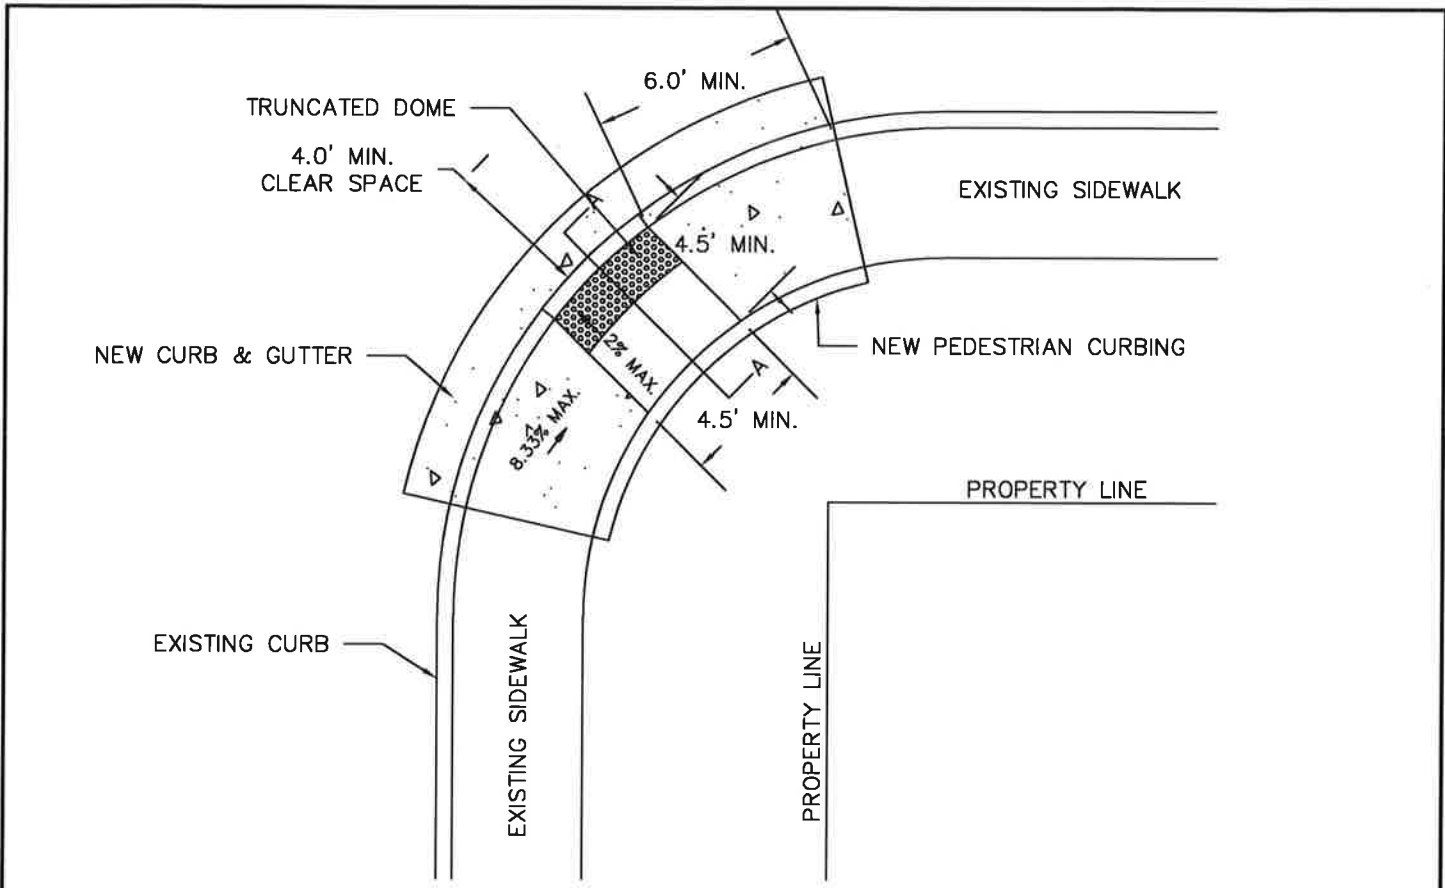 6.0' MIN.
TRUNCATED DOME
4.0' MIN.
CLEAR SPACE
EXISTING SIDEWALK
A
4.5' MIN.
NEW CURB & GUTTER
2% MAX.
NEW PEDESTRIAN CURBING
A
4.5' MIN.
8.33% MAX.
PROPERTY LINE
EXISTING CURB
EXISTING SIDEWALK
PROPERTY LINE